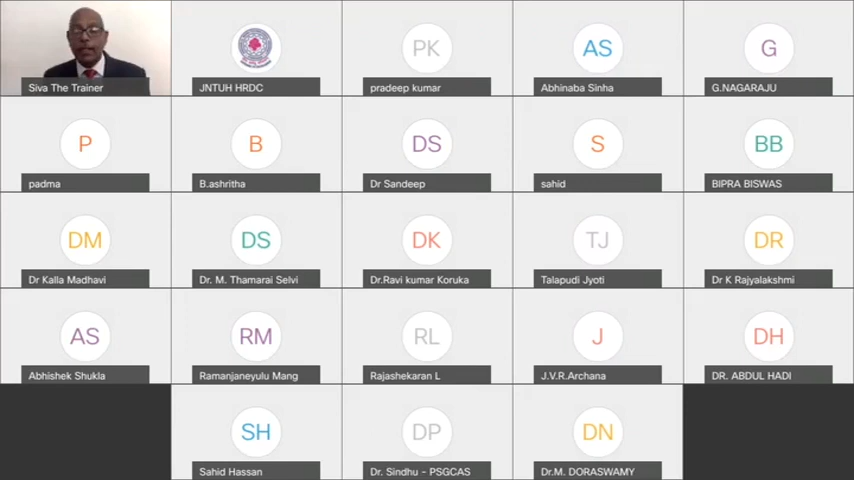 Siva The Trainer
JNTUH HRDC
PK
pradeep kumar
AS
Abhinaba Sinha
G
G.NAGARAJU
P
padma
B
B.ashritha
DS
Dr Sandeep
S
sahid
BB
BIPRA BISWAS
DM
Dr Kalla Madhavi
DS
Dr. M. Thamarai Selvi
DK
Dr.Ravi kumar Koruka
TJ
Talapudi Jyoti
DR
Dr K Rajyalakshmi
AS
Abhishek Shukla
RM
Ramanjaneyulu Mang
RL
Rajashekaran L
J
J.V.R.Archana
DH
DR. ABDUL HADI
SH
Sahid Hassan
DP
Dr. Sindhu - PSGCAS
DN
Dr.M. DORASWAMY